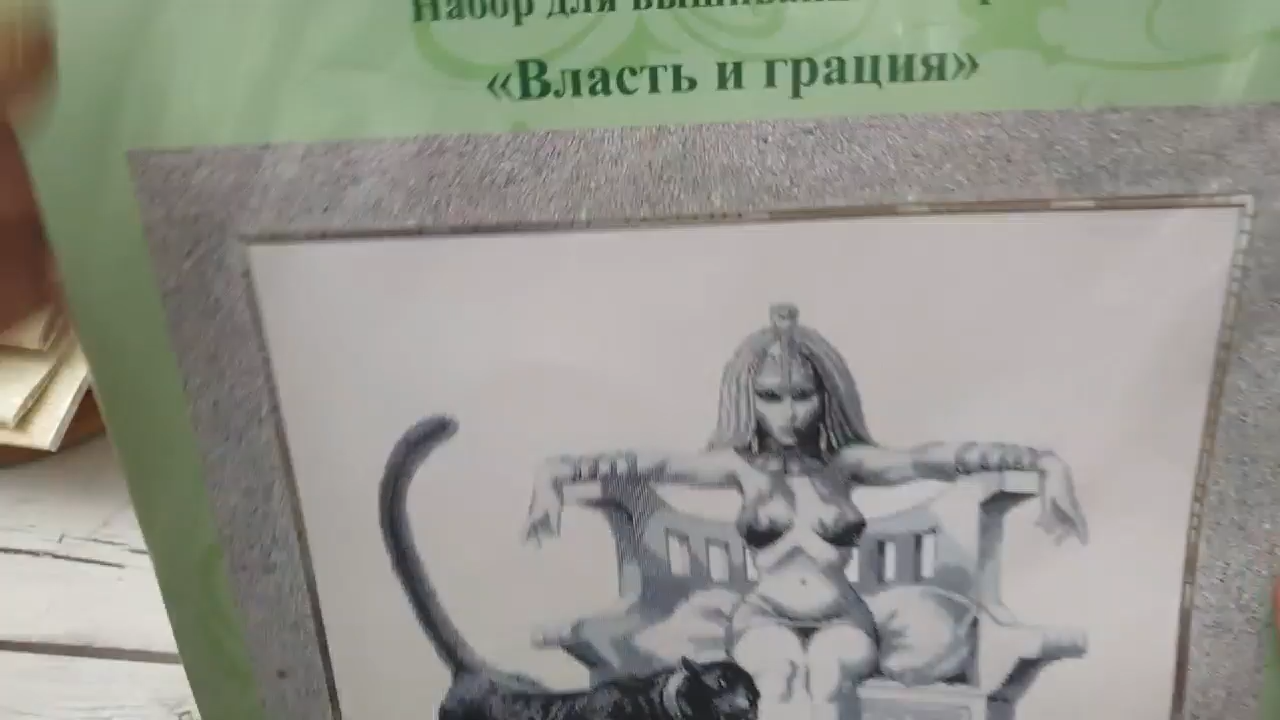 Набор для
«Власть и грация»